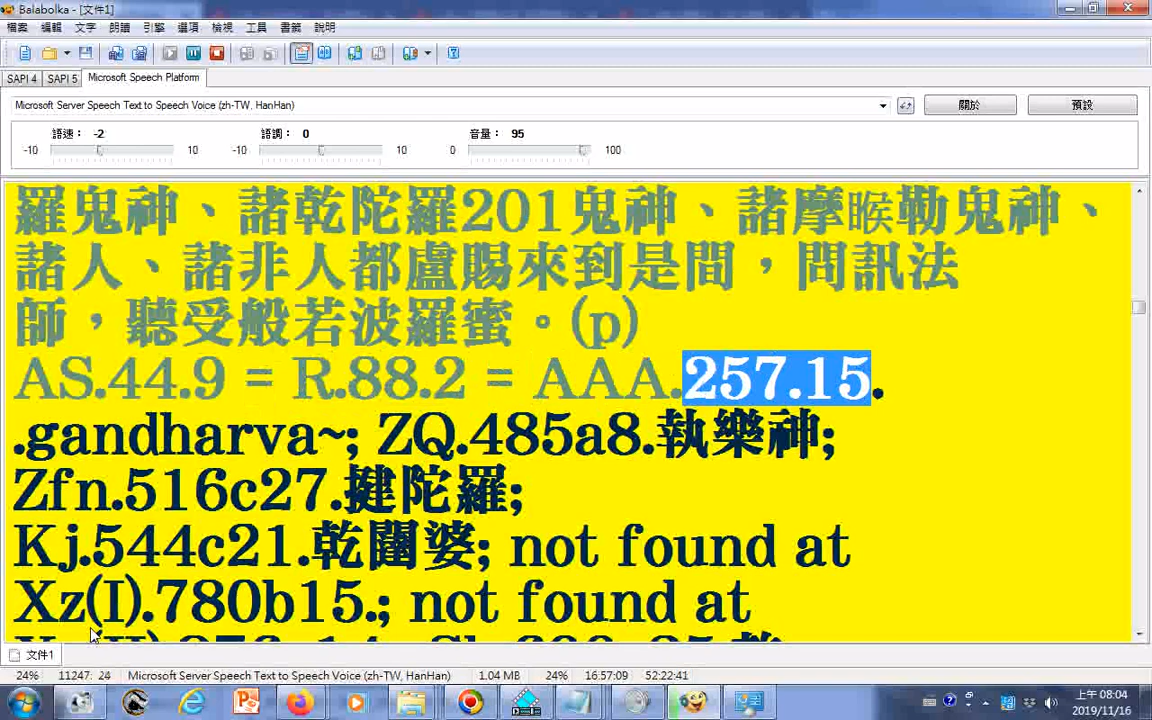 Balabolka - [文件1]
檔案 編輯 文字 朗讀 引擎 選項 檢視 工具 書籤 說明
SAPI 4 SAPI 5 Microsoft Speech Platform
Microsoft Server Speech Text to Speech Voice (zh-TW, HanHan)
關於 預設
語速： -2 語調： 0 音量： 95
-10 10 -10 10 0 100
羅鬼神、諸乾陀羅201鬼神、諸摩睺勒鬼神、
諸人、諸非人都盧賜來到是間，問訊法
師，聽受般若波羅蜜。(p)
AS.44.9 = R.88.2 = AAA.257.15.
.gandharva~; ZQ.485a8.執樂神;
Zfn.516c27.揵陀羅;
Kj.544c21.乾闥婆; not found at
Xz(I).780b15.; not found at
文件1
24% 11247: 24 Microsoft Server Speech Text to Speech Voice (zh-TW, HanHan) 1.04 MB 24% 16:57:09 52:22:41
上午 08:04
2019/11/16